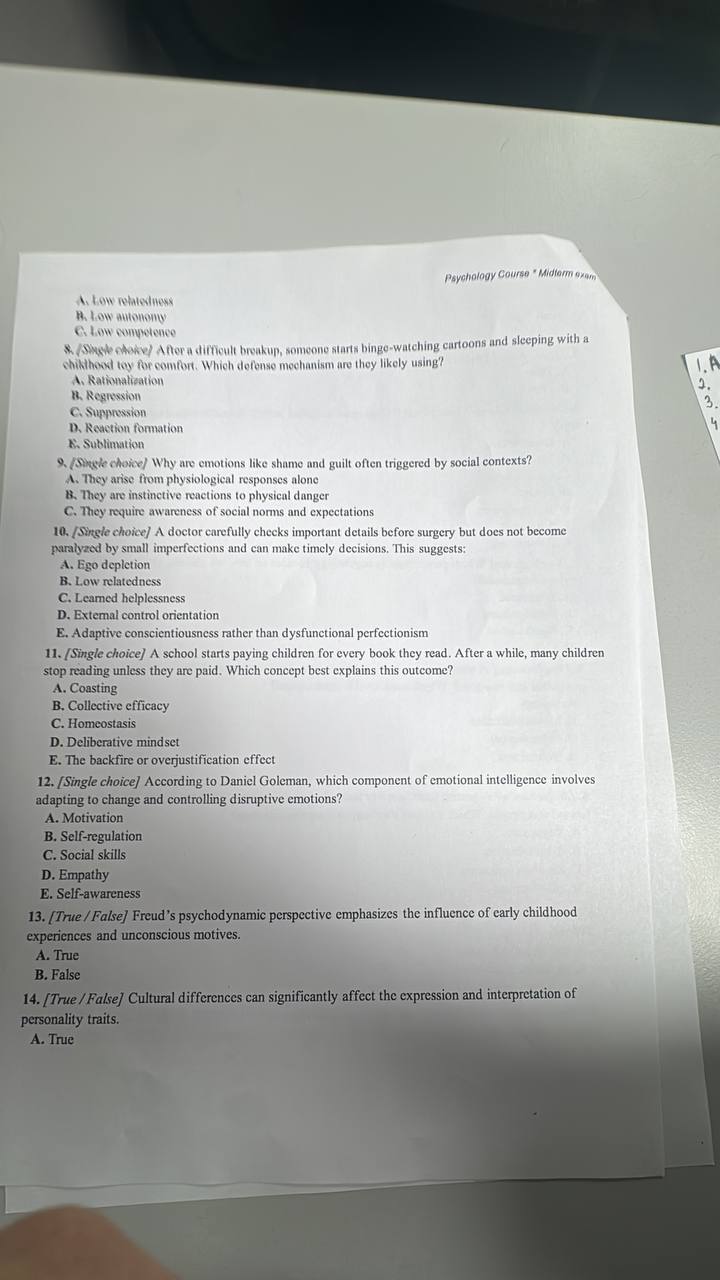 Psychology Course * Midterm exam
A. Low relatedness
B. Low autonomy
C. Low competence
8. [Single choice] After a difficult breakup, someone starts binge-watching cartoons and sleeping with a
childhood toy for comfort. Which defense mechanism are they likely using?
A. Rationalization
B. Regression
C. Suppression
D. Reaction formation
E. Sublimation
9. [Single choice] Why are emotions like shame and guilt often triggered by social contexts?
A. They arise from physiological responses alone
B. They are instinctive reactions to physical danger
C. They require awareness of social norms and expectations
10. [Single choice] A doctor carefully checks important details before surgery but does not become
paralyzed by small imperfections and can make timely decisions. This suggests:
A. Ego depletion
B. Low relatedness
C. Learned helplessness
D. External control orientation
E. Adaptive conscientiousness rather than dysfunctional perfectionism
11. [Single choice] A school starts paying children for every book they read. After a while, many children
stop reading unless they are paid. Which concept best explains this outcome?
A. Coasting
B. Collective efficacy
C. Homeostasis
D. Deliberative mindset
E. The backfire or overjustification effect
12. [Single choice] According to Daniel Goleman, which component of emotional intelligence involves
adapting to change and controlling disruptive emotions?
A. Motivation
B. Self-regulation
C. Social skills
D. Empathy
E. Self-awareness
13. [True / False] Freud's psychodynamic perspective emphasizes the influence of early childhood
experiences and unconscious motives.
A. True
B. False
14. [True / False] Cultural differences can significantly affect the expression and interpretation of
personality traits.
A. True
1. A
2.
3.
4